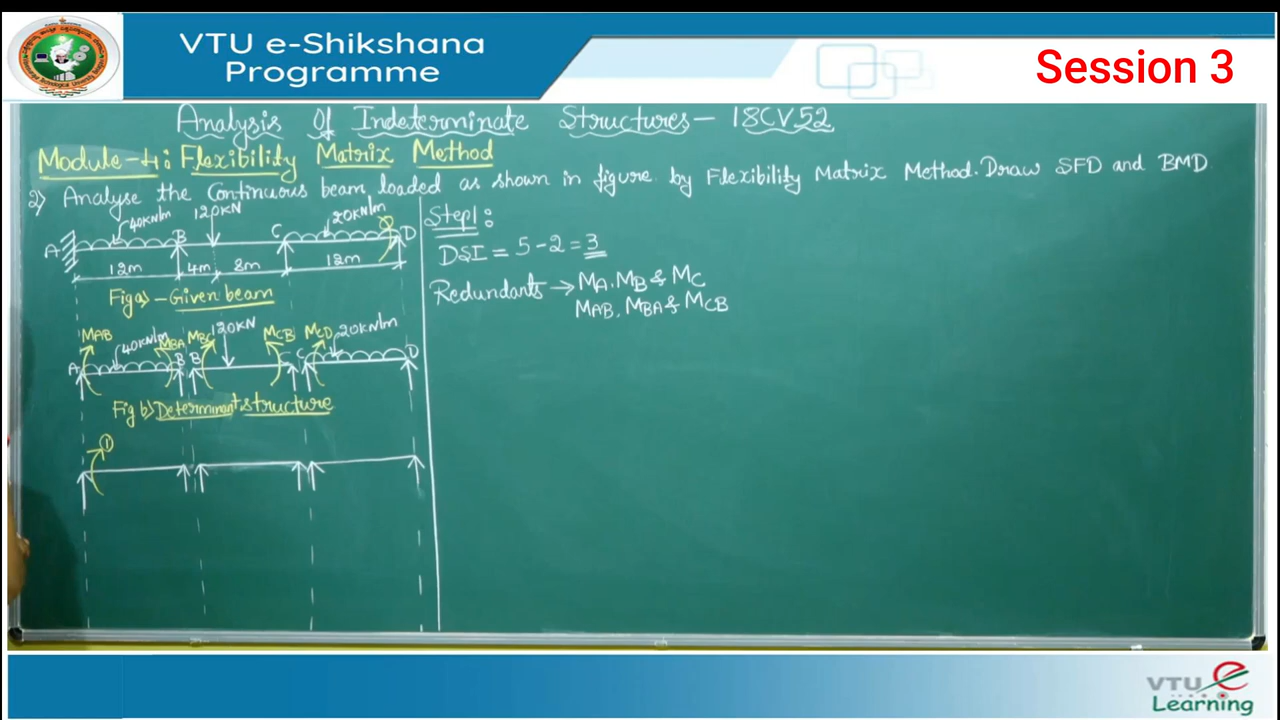 VTU e-Shikshana
Programme
Session 3
Analysis Of Indeterminate Structures - 18CV52
Module-4: Flexibility Matrix Method
2) Analyse the Continuous beam loaded as shown in figure by Flexibility Matrix Method. Draw SFD and BMD
A 40KN/m B 120KN C 20KN/m D
12m 4m 8m 12m
Fig a) - Given beam
MAB 40KN/m MBA MBC 120KN MCB MCD 20KN/m
A B B C C D
Fig b) Determinant structure
①
Step1:
DSI = 5-2 = 3
Redundants → MA, MB & MC
MAB, MBA & MCB
VTU e
Learning